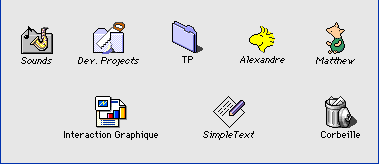 Sounds
Dev. Projects
TP
Alexandre
Matthew
Interaction Graphique
SimpleText
Corbeille